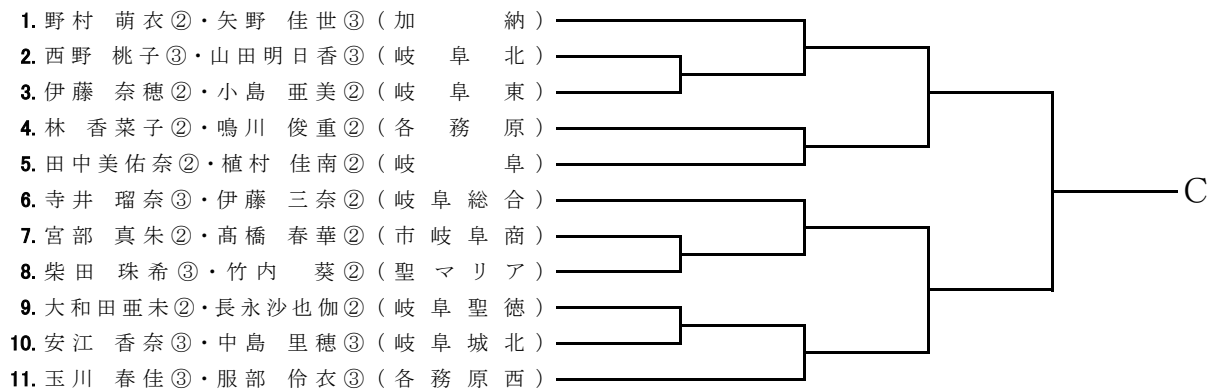 1. 野村 萌衣②・矢野 佳世③(加納)
2. 西野 桃子③・山田明日香③(岐阜北)
3. 伊藤 奈穂②・小島 亜美②(岐阜東)
4. 林 香菜子②・鳴川 俊重②(各務原)
5. 田中美佑奈②・植村 佳南②(岐阜)
6. 寺井 瑠奈③・伊藤 三奈②(岐阜総合)
7. 宮部 真朱②・髙橋 春華②(市岐阜商)
8. 柴田 珠希③・竹内 葵②(聖マリア)
9. 大和田亜未②・長永沙也伽②(岐阜聖徳)
10. 安江 香奈③・中島 里穂③(岐阜城北)
11. 玉川 春佳③・服部 伶衣③(各務原西)
C